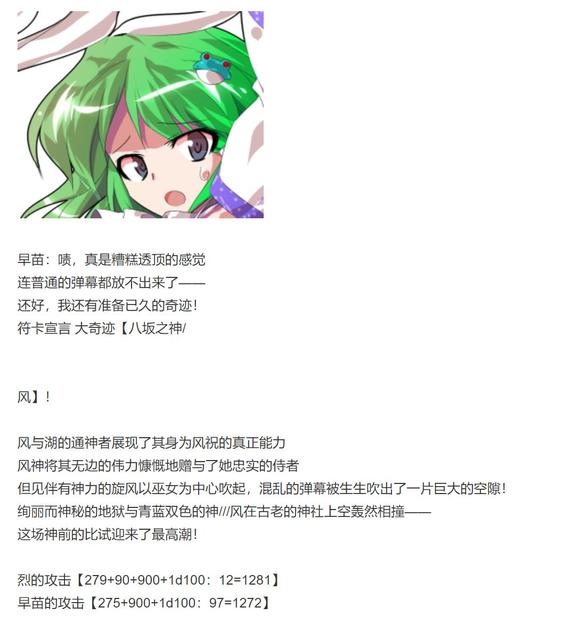 早苗：啧，真是糟糕透顶的感觉
连普通的弹幕都放不出来了——
还好，我还有准备已久的奇迹！
符卡宣言 大奇迹【八坂之神/
风】！
风与湖的通神者展现了其身为风祝的真正能力
风神将其无边的伟力慷慨地赠与了她忠实的侍者
但见伴有神力的旋风以巫女为中心吹起，混乱的弹幕被生生吹出了一片巨大的空隙！
绚丽而神秘的地狱与青蓝双色的神///风在古老的神社上空轰然相撞——
这场神前的比试迎来了最高潮！
烈的攻击【279+90+900+1d100：12=1281】
早苗的攻击【275+900+1d100：97=1272】